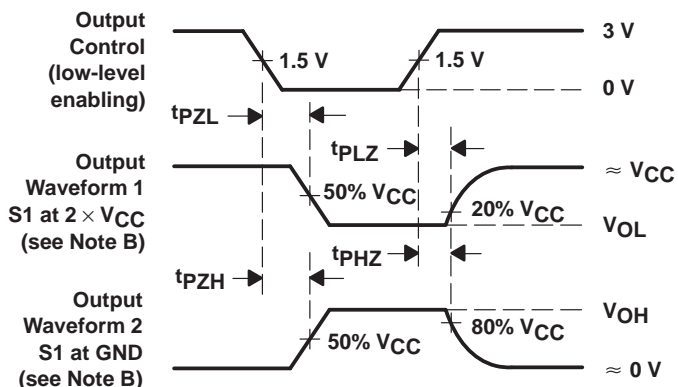 Output
Control
(low-level
enabling)
1.5 V
1.5 V
3 V
0 V
tPZL
tPLZ
Output
Waveform 1
S1 at 2 × VCC
(see Note B)
50% VCC
20% VCC
≈ VCC
VOL
tPZH
tPHZ
Output
Waveform 2
S1 at GND
(see Note B)
50% VCC
80% VCC
VOH
≈ 0 V